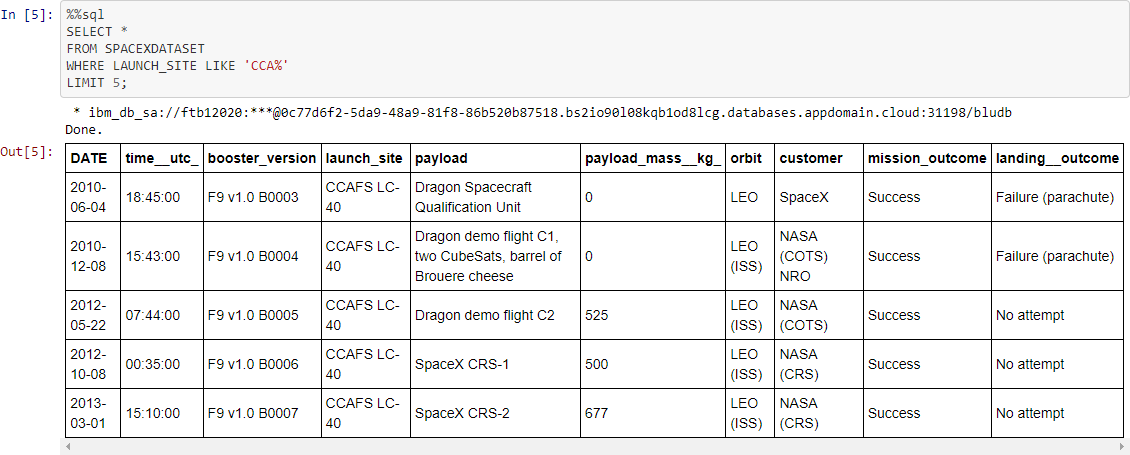 In [5]:
%%sql
SELECT *
FROM SPACEXDATASET
WHERE LAUNCH_SITE LIKE 'CCA%'
LIMIT 5;
* ibm_db_sa://ftb12020:***@0c77d6f2-5da9-48a9-81f8-86b520b87518.bs2io90l08kqb1od8lcg.databases.appdomain.cloud:31198/bludb
Done.
Out[5]:
DATE time__utc_ booster_version launch_site payload payload_mass__kg_ orbit customer mission_outcome landing__outcome
2010-06-04 18:45:00 F9 v1.0 B0003 CCAFS LC-40 Dragon Spacecraft Qualification Unit 0 LEO SpaceX Success Failure (parachute)
2010-12-08 15:43:00 F9 v1.0 B0004 CCAFS LC-40 Dragon demo flight C1, two CubeSats, barrel of Brouere cheese 0 LEO (ISS) NASA (COTS) NRO Success Failure (parachute)
2012-05-22 07:44:00 F9 v1.0 B0005 CCAFS LC-40 Dragon demo flight C2 525 LEO (ISS) NASA (COTS) Success No attempt
2012-10-08 00:35:00 F9 v1.0 B0006 CCAFS LC-40 SpaceX CRS-1 500 LEO (ISS) NASA (CRS) Success No attempt
2013-03-01 15:10:00 F9 v1.0 B0007 CCAFS LC-40 SpaceX CRS-2 677 LEO (ISS) NASA (CRS) Success No attempt